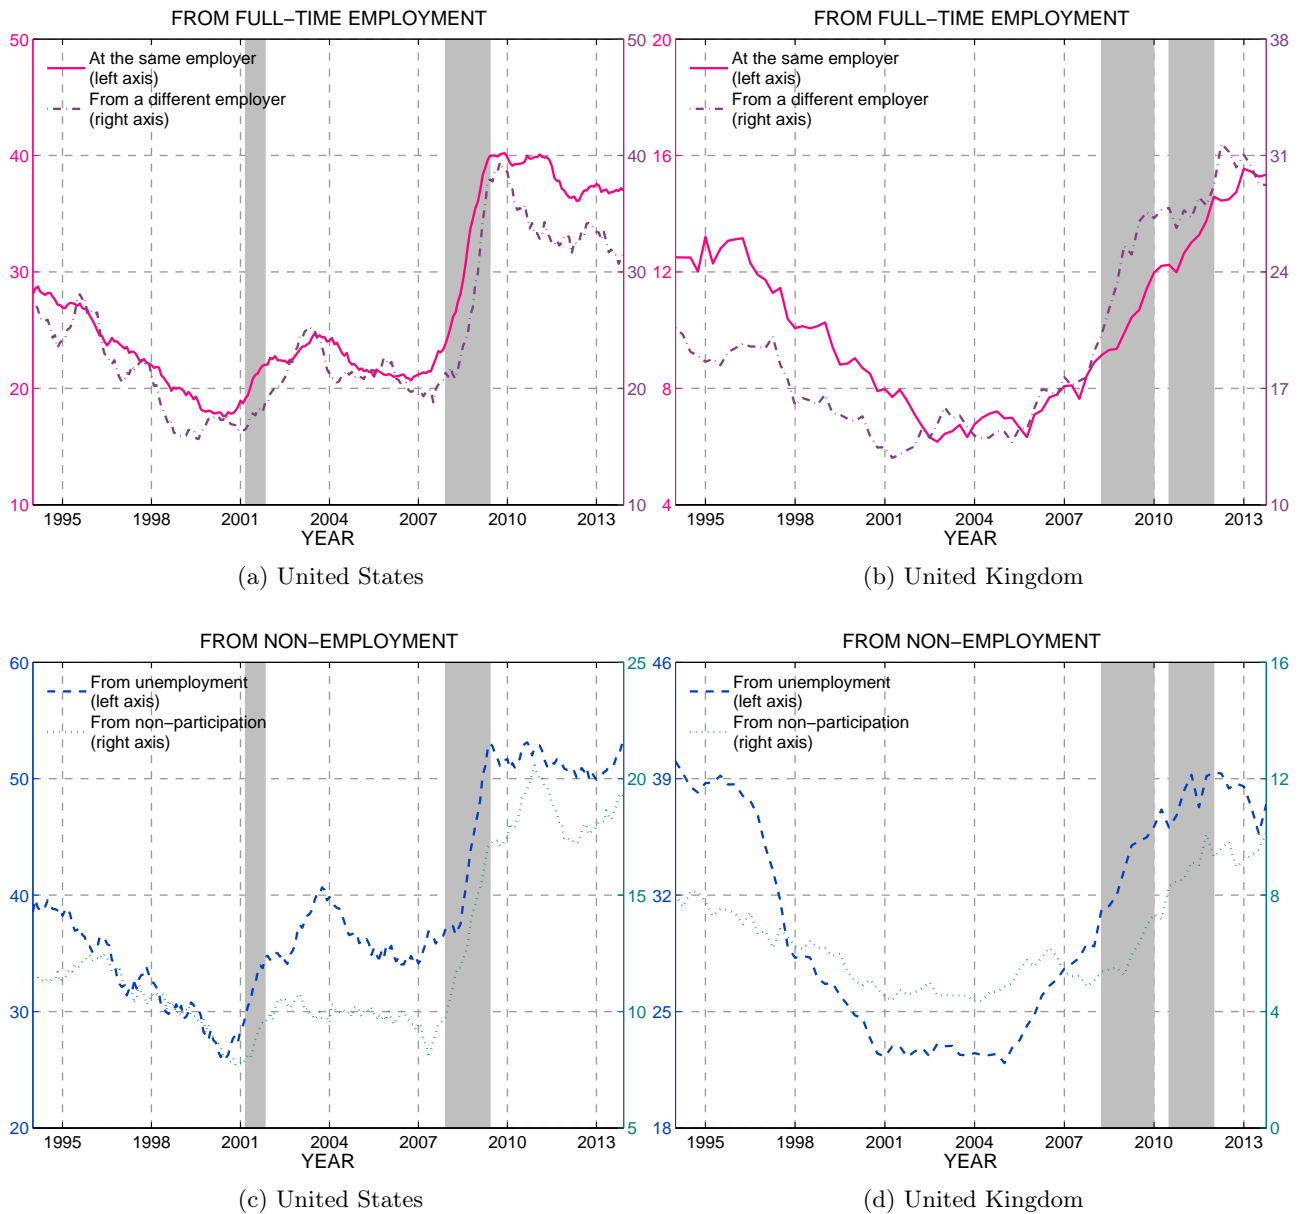 FROM FULL−TIME EMPLOYMENT
50
40
30
20
10
50
40
30
20
10
At the same employer
(left axis)
From a different employer
(right axis)
1995 1998 2001 2004 2007 2010 2013
YEAR
(a) United States
FROM FULL−TIME EMPLOYMENT
20
16
12
8
4
38
31
24
17
10
At the same employer
(left axis)
From a different employer
(right axis)
1995 1998 2001 2004 2007 2010 2013
YEAR
(b) United Kingdom
FROM NON−EMPLOYMENT
60
50
40
30
20
25
20
15
10
5
From unemployment
(left axis)
From non−participation
(right axis)
1995 1998 2001 2004 2007 2010 2013
YEAR
(c) United States
FROM NON−EMPLOYMENT
46
39
32
25
18
16
12
8
4
0
From unemployment
(left axis)
From non−participation
(right axis)
1995 1998 2001 2004 2007 2010 2013
YEAR
(d) United Kingdom